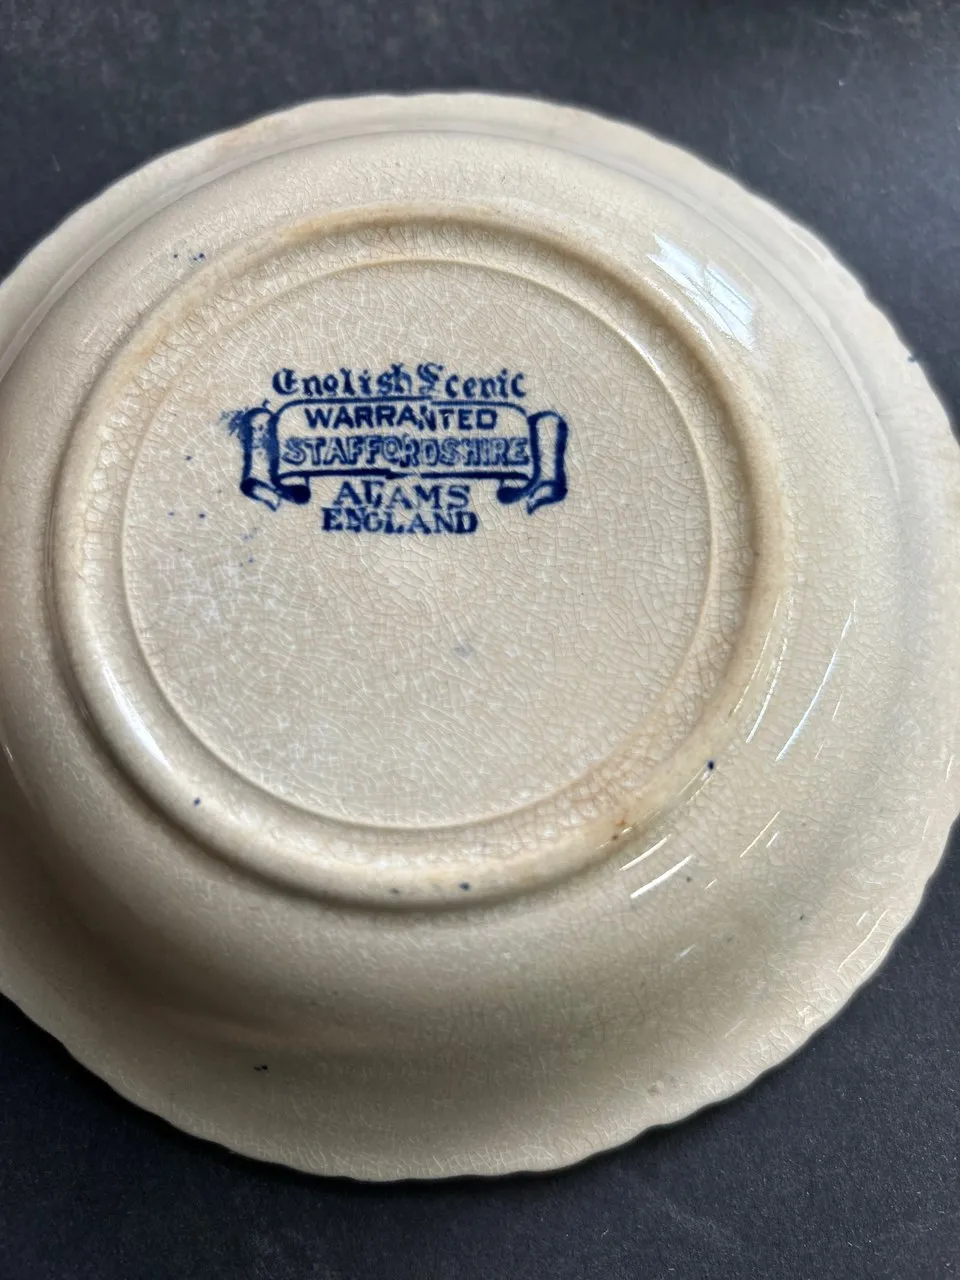 English Scenic
WARRANTED
STAFFORDSHIRE
ADAMS
ENGLAND